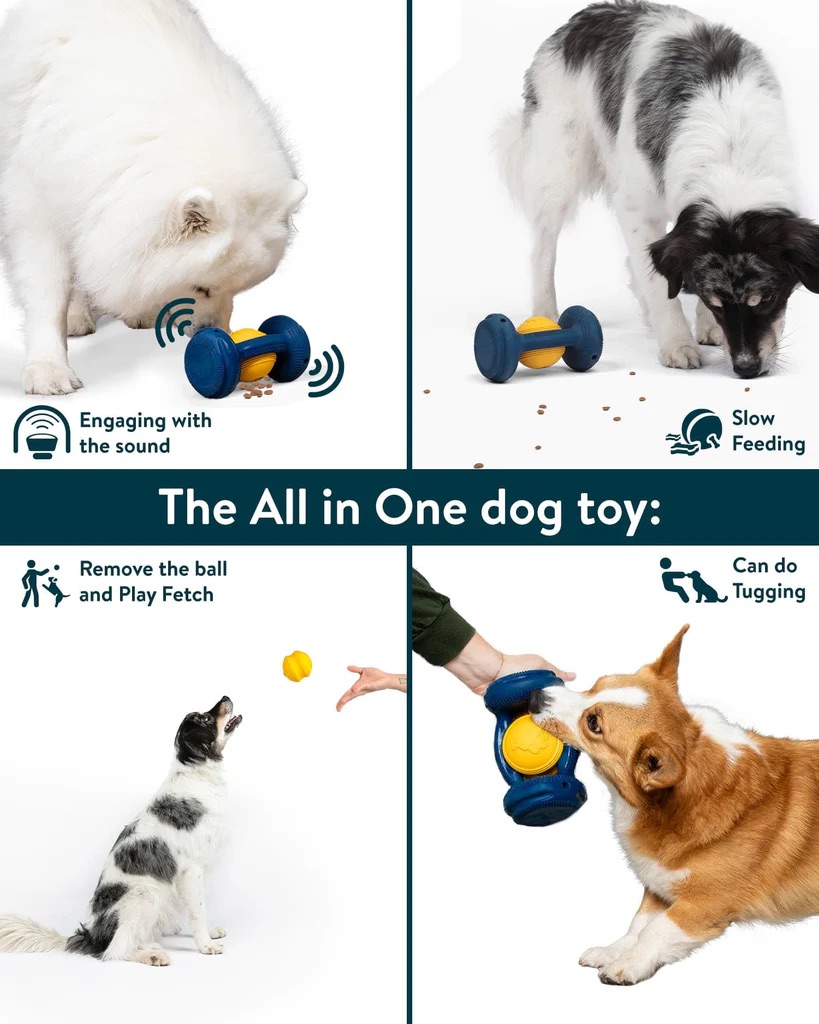 Engaging with
the sound
Slow
Feeding
The All in One dog toy:
Remove the ball
and Play Fetch
Can do
Tugging